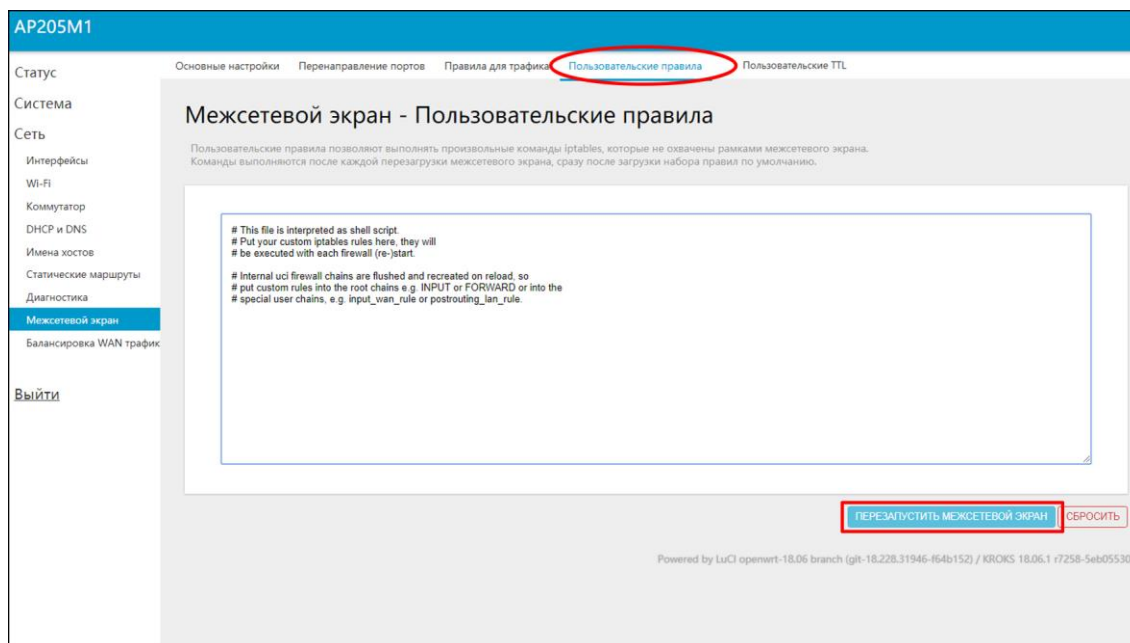 AP205M1
Статус
Система
Сеть
Интерфейсы
Wi-Fi
Коммутатор
DHCP и DNS
Имена хостов
Статические маршруты
Диагностика
Межсетевой экран
Балансировка WAN трафик
Выйти
Основные настройки Перенаправление портов Правила для трафика Пользовательские правила Пользовательские TTL
Межсетевой экран - Пользовательские правила
Пользовательские правила позволяют выполнять произвольные команды iptables, которые не охвачены рамками межсетевого экрана.
Команды выполняются после каждой перезагрузки межсетевого экрана, сразу после загрузки набора правил по умолчанию.
# This file is interpreted as shell script.
# Put your custom iptables rules here, they will
# be executed with each firewall (re-)start.
# Internal uci firewall chains are flushed and recreated on reload, so
# put custom rules into the root chains e.g. INPUT or FORWARD or into the
# special user chains, e.g. input_wan_rule or postrouting_lan_rule.
ПЕРЕЗАПУСТИТЬ МЕЖСЕТЕВОЙ ЭКРАН СБРОСИТЬ
Powered by LuCI openwrt-18.06 branch (git-18.228.31946-f64b152) / KROKS 18.06.1 r7258-5eb05530